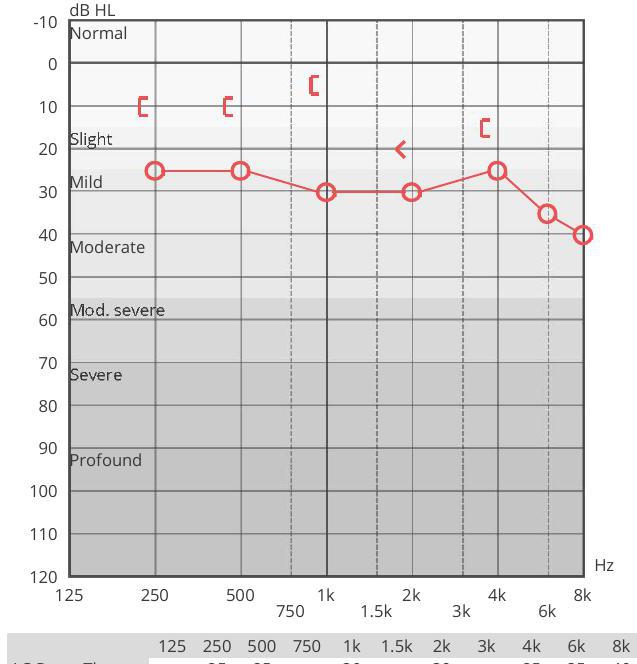 dB HL
-10
Normal
0
10
Slight
20
Mild
30
40
Moderate
50
Mod. severe
60
70
Severe
80
90
Profound
100
110
120
Hz
125 250 500 1k 2k 4k 8k
750 1.5k 3k 6k
125 250 500 750 1k 1.5k 2k 3k 4k 6k 8k